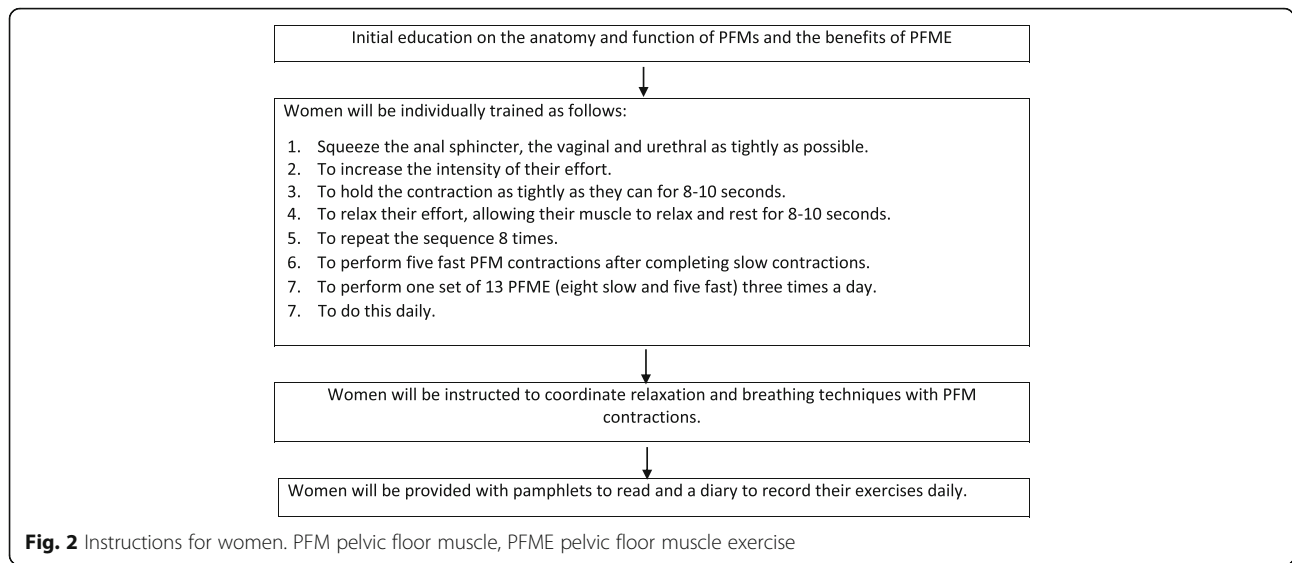 Initial education on the anatomy and function of PFMs and the benefits of PFME
Women will be individually trained as follows:
1. Squeeze the anal sphincter, the vaginal and urethral as tightly as possible.
2. To increase the intensity of their effort.
3. To hold the contraction as tightly as they can for 8-10 seconds.
4. To relax their effort, allowing their muscle to relax and rest for 8-10 seconds.
5. To repeat the sequence 8 times.
6. To perform five fast PFM contractions after completing slow contractions.
7. To perform one set of 13 PFME (eight slow and five fast) three times a day.
7. To do this daily.
Women will be instructed to coordinate relaxation and breathing techniques with PFM
contractions.
Women will be provided with pamphlets to read and a diary to record their exercises daily.
Fig. 2 Instructions for women. PFM pelvic floor muscle, PFME pelvic floor muscle exercise